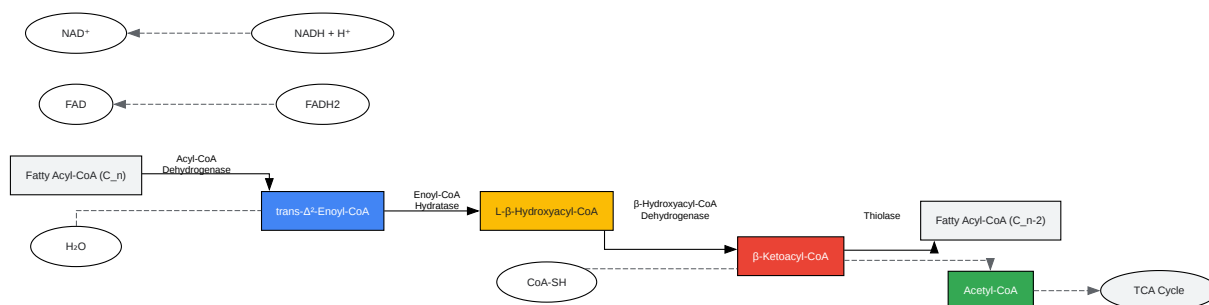 NAD⁺
NADH + H⁺
FAD
FADH2
Fatty Acyl-CoA (C_n)
Acyl-CoA
Dehydrogenase
trans-Δ²-Enoyl-CoA
H₂O
Enoyl-CoA
Hydratase
L-β-Hydroxyacyl-CoA
β-Hydroxyacyl-CoA
Dehydrogenase
CoA-SH
β-Ketoacyl-CoA
Thiolase
Fatty Acyl-CoA (C_n-2)
Acetyl-CoA
TCA Cycle